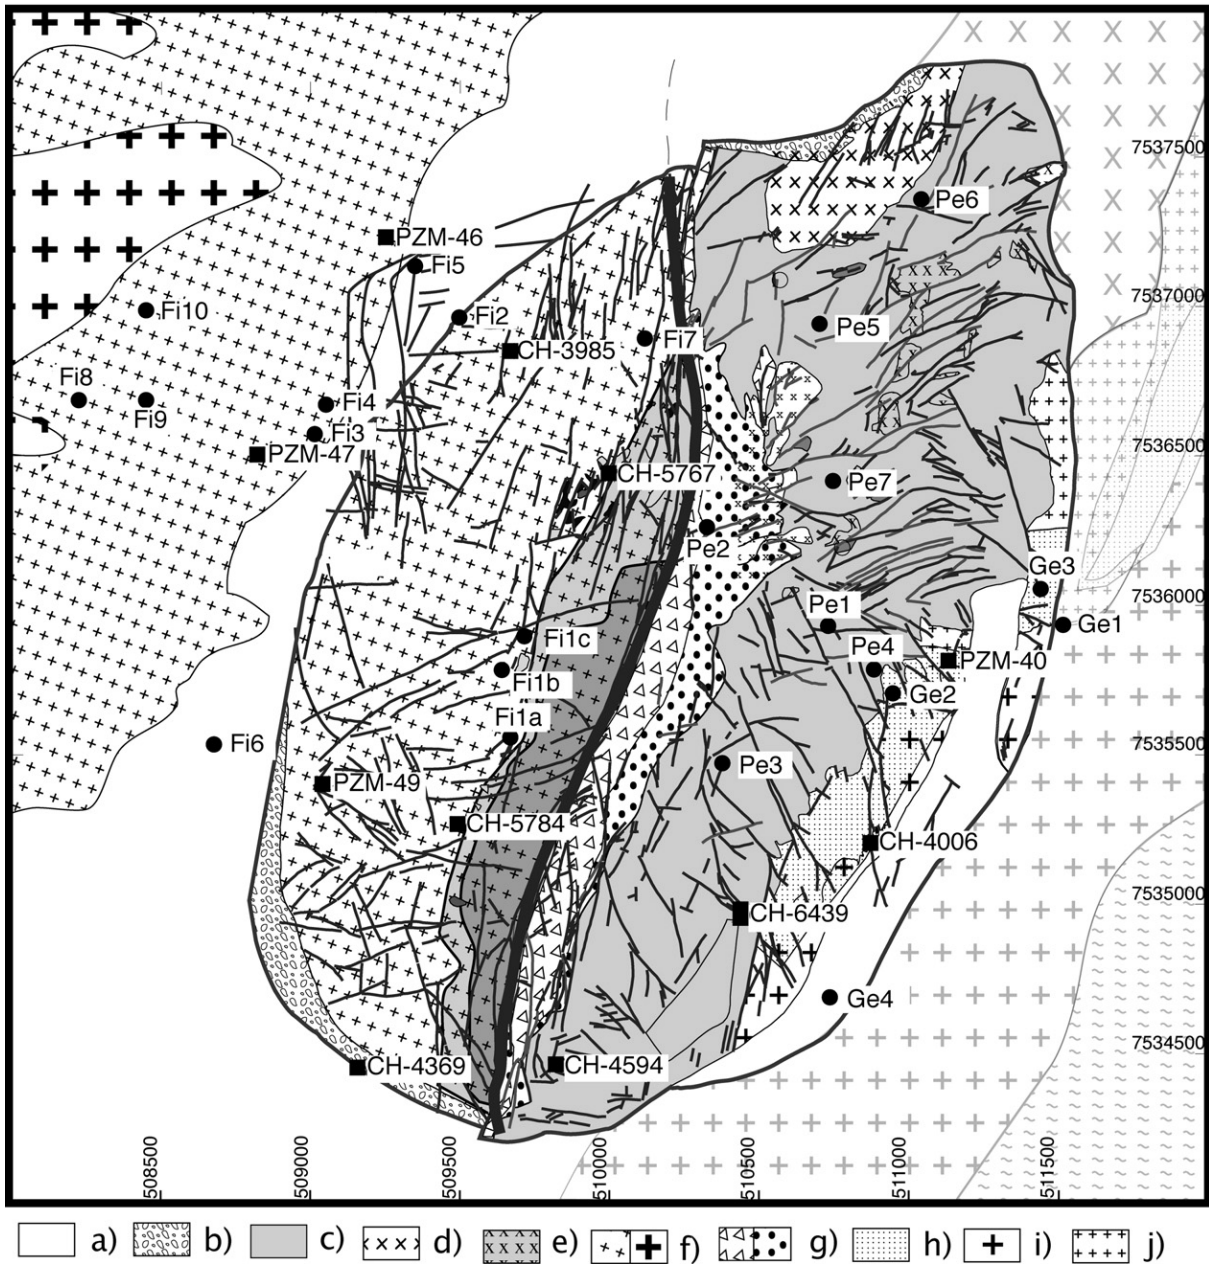 7537500
Pe6
PZM-46
Fi5
7537000
Fi10
Fi2
Pe5
Fi7
CH-3985
Fi8
Fi9
Fi4
Fi3
PZM-47
7536500
CH-5767
Pe7
Pe2
Ge3
7536000
Pe1
Ge1
Fi1c
Pe4
PZM-40
Fi1b
Ge2
Fi1a
Fi6
7535500
Pe3
PZM-49
CH-5784
CH-4006
7535000
CH-6439
Ge4
7534500
CH-4369
CH-4594
508500
509000
509500
510000
510500
511000
511500
a) b) c) d) e) f) g) h) i) j)